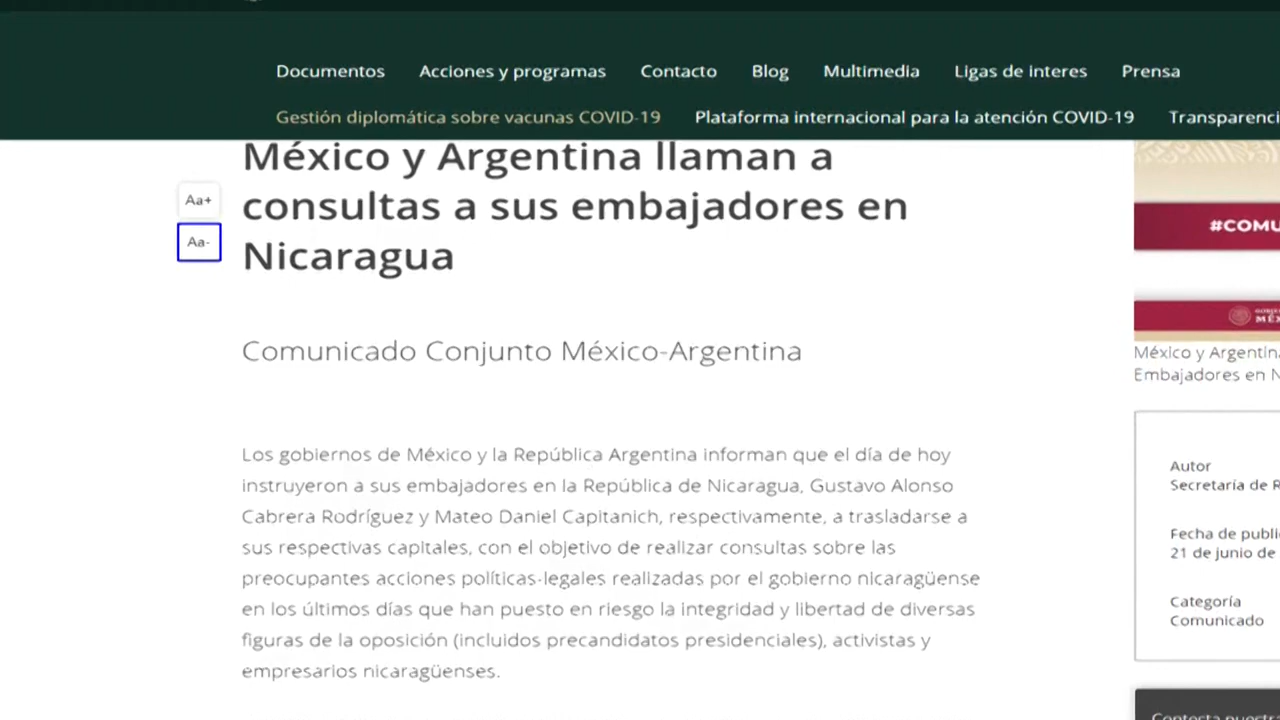 Documentos Acciones y programas Contacto Blog Multimedia Ligas de interes Prensa
Gestión diplomática sobre vacunas COVID-19 Plataforma internacional para la atención COVID-19
México y Argentina llaman a
consultas a sus embajadores en
Nicaragua
Aa+
Aa-
Comunicado Conjunto México-Argentina
Los gobiernos de México y la República Argentina informan que el día de hoy
instruyeron a sus embajadores en la República de Nicaragua, Gustavo Alonso
Cabrera Rodríguez y Mateo Daniel Capitanich, respectivamente, a trasladarse a
sus respectivas capitales, con el objetivo de realizar consultas sobre las
preocupantes acciones políticas-legales realizadas por el gobierno nicaragüense
en los últimos días que han puesto en riesgo la integridad y libertad de diversas
figuras de la oposición (incluidos precandidatos presidenciales), activistas y
empresarios nicaragüenses.
#COMU
México y Argentin
Embajadores en N
Autor
Secretaría de R
Fecha de publi
21 de junio de
Categoría
Comunicado